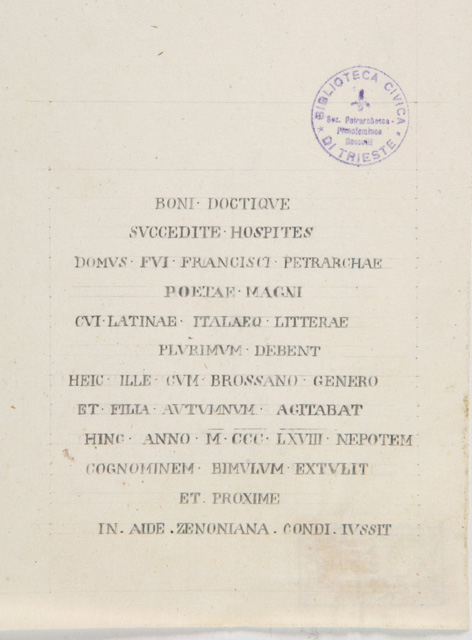 BIBLIOTECA CIVICA
DI TRIESTE
BONI · DOCTIQVE
SVCCEDITE · HOSPITES
DOMVS · FVI · FRANCISCI · PETRARCHAE
POETAE · MAGNI
CVI · LATINAE · ITALAEQ · LITTERAE
PLVRIMVM · DEBENT
HEIC · ILLE · CVM · BROSSANO · GENERO
ET · FILIA · AVTVMNVM · AGITABAT
HINC · ANNO · M · CCC · LXVIII · NEPOTEM
COGNOMINEM · BIMVLVM · EXTVLIT
ET . PROXIME
IN . AIDE . ZENONIANA . CONDI . IVSSIT